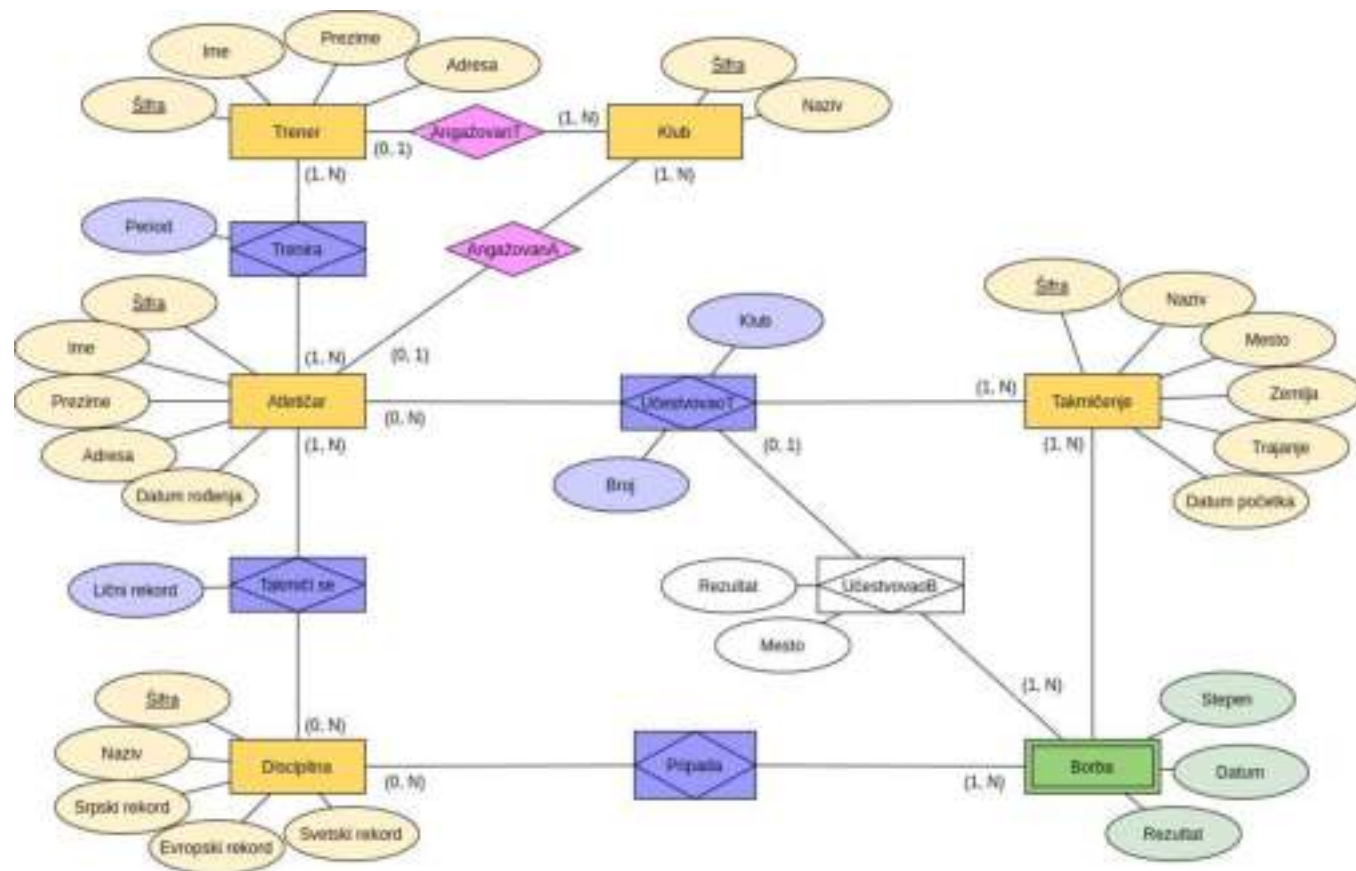 Ime
Prezime
Adresa
Šifra
Trener
AngažovanT
(0, 1)
(1, N)
Klub
Šifra
Naziv
(1, N)
(1, N)
Period
Trenira
AngažovanA
Šifra
Ime
Prezime
Adresa
Datum rođenja
(1, N)
(0, 1)
Atletičar
(0, N)
(1, N)
Klub
UčestvovaoT
Broj
(0, 1)
(1, N)
Takmičenje
(1, N)
Šifra
Naziv
Mesto
Zemlja
Trajanje
Datum početka
Lični rekord
Takmiči se
Rezultat
UčestvovaoB
Mesto
(1, N)
Šifra
Naziv
Srpski rekord
Evropski rekord
Svetski rekord
(0, N)
Disciplina
(0, N)
Pripada
(1, N)
Borba
Stepen
Datum
Rezultat